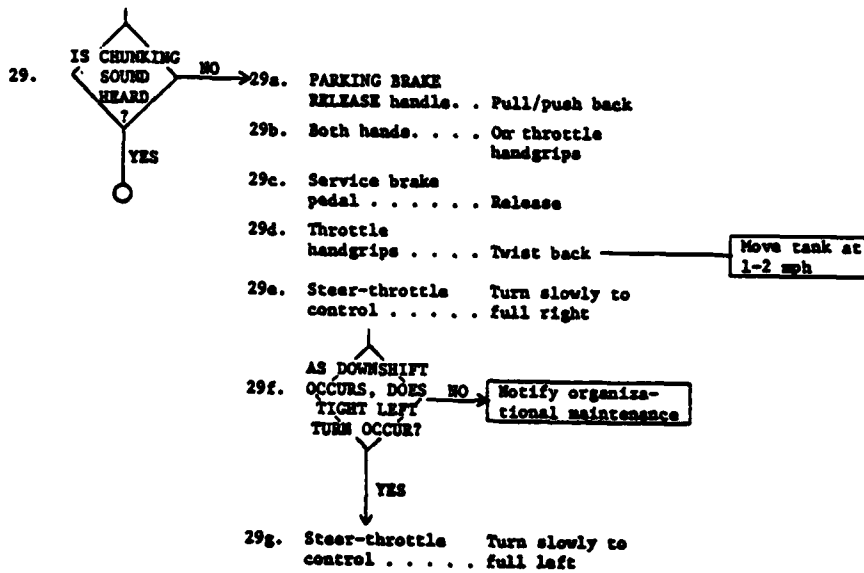 29.
IS CHUNKING
SOUND
HEARD
?
NO
YES
29a. PARKING BRAKE
RELEASE handle. . Pull/push back
29b. Both hands. . . . On throttle
handgrips
29c. Service brake
pedal . . . . . . Release
29d. Throttle
handgrips . . . . Twist back
Move tank at
1-2 mph
29e. Steer-throttle Turn slowly to
control . . . . . full right
29f.
AS DOWNSHIFT
OCCURS, DOES
TIGHT LEFT
TURN OCCUR?
NO
Notify organiza-
tional maintenance
YES
29g. Steer-throttle Turn slowly to
control . . . . . full left